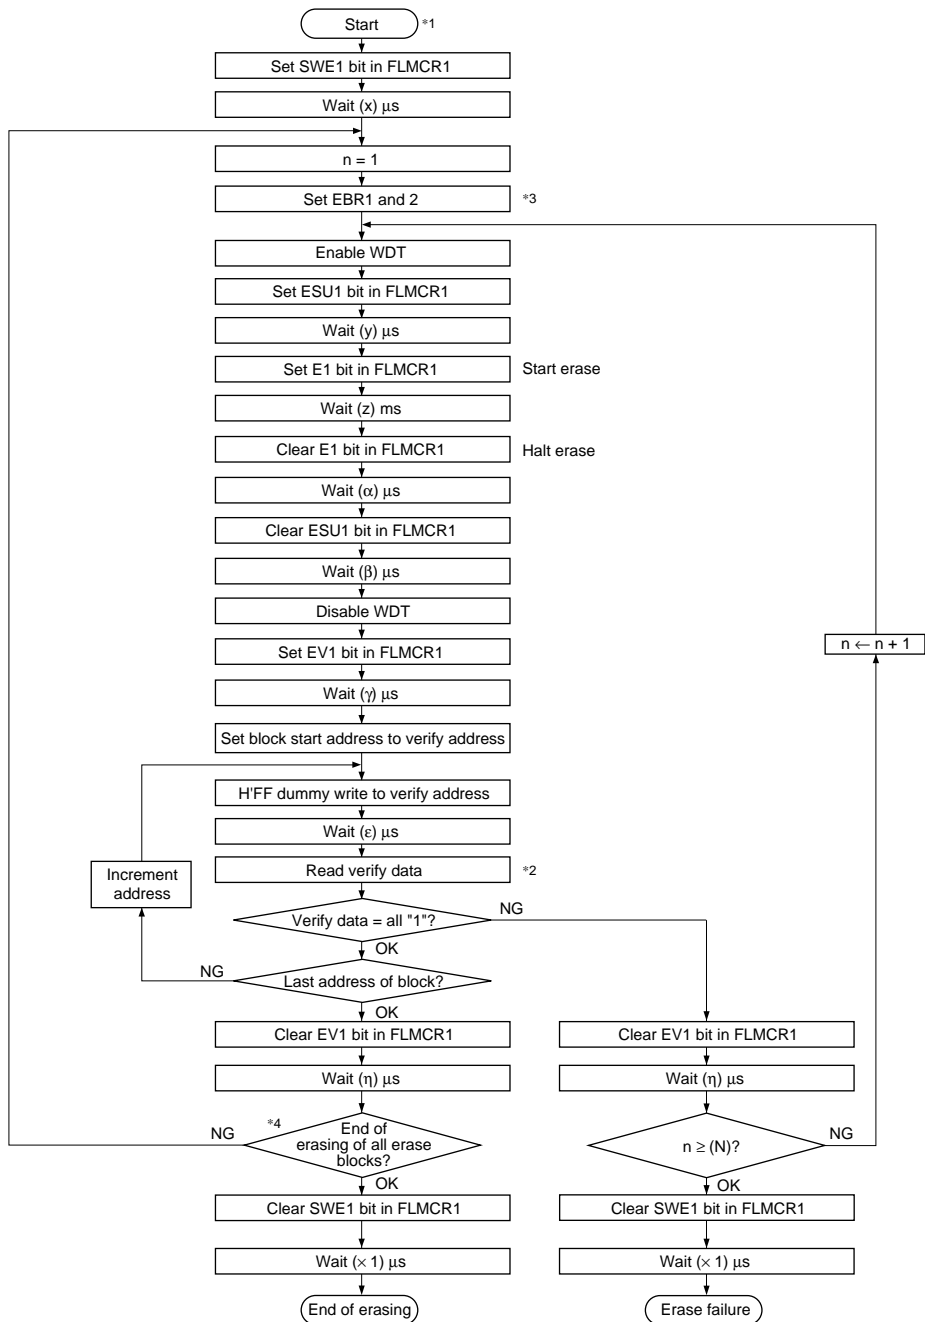 Start
*1
Set SWE1 bit in FLMCR1
Wait (x) μs
n = 1
Set EBR1 and 2
*3
Enable WDT
Set ESU1 bit in FLMCR1
Wait (y) μs
Set E1 bit in FLMCR1
Start erase
Wait (z) ms
Clear E1 bit in FLMCR1
Halt erase
Wait (α) μs
Clear ESU1 bit in FLMCR1
Wait (β) μs
Disable WDT
Set EV1 bit in FLMCR1
n ← n + 1
Wait (γ) μs
Set block start address to verify address
H'FF dummy write to verify address
Wait (ε) μs
Increment
address
Read verify data
*2
Verify data = all "1"?
NG
OK
NG
Last address of block?
OK
Clear EV1 bit in FLMCR1
Clear EV1 bit in FLMCR1
Wait (η) μs
Wait (η) μs
NG
*4
End of
erasing of all erase
blocks?
n ≥ (N)?
NG
OK
OK
Clear SWE1 bit in FLMCR1
Clear SWE1 bit in FLMCR1
Wait (× 1) μs
Wait (× 1) μs
End of erasing
Erase failure